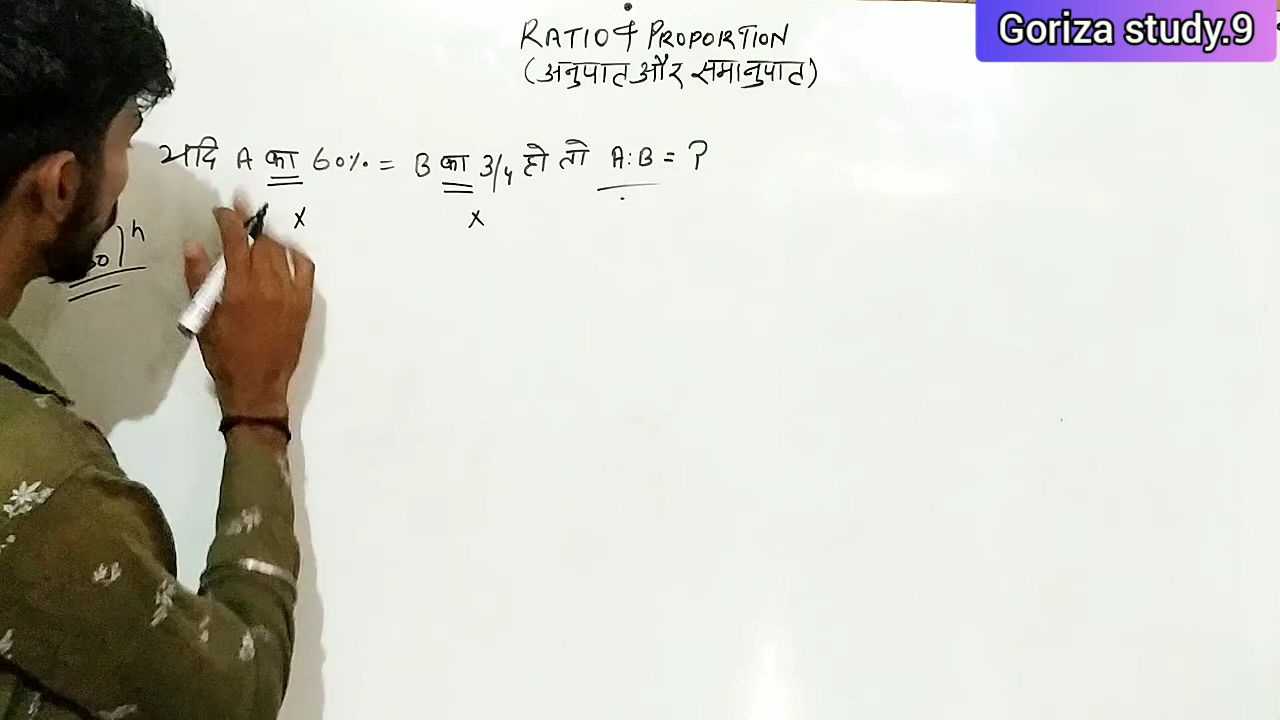 Goriza study.9
RATIO & PROPORTION
(अनुपात और समानुपात)
यदि A का 60% = B का 3/4 हो तो A:B = ?
x x